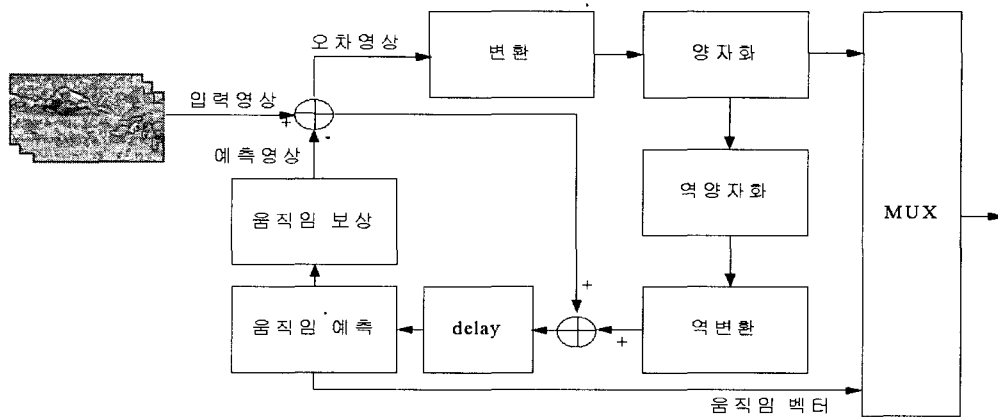 오차영상
변환
양자화
입력영상
+
-
예측영상
역양자화
움직임 보상
MUX
+
움직임 예측
delay
+
역변환
움직임 벡터